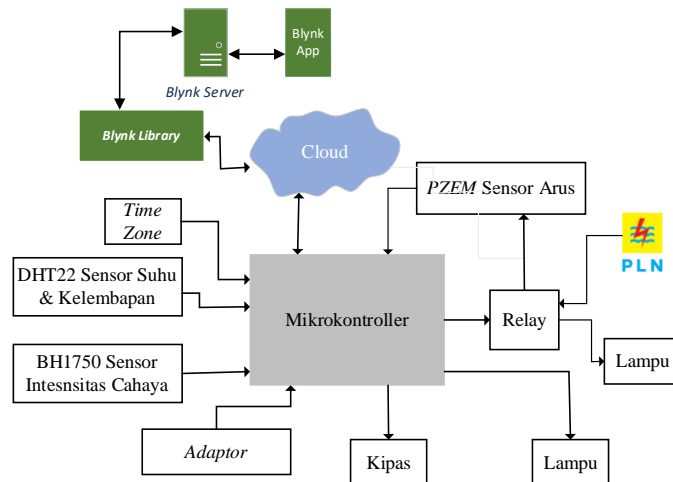 Blynk
App
Blynk Server
Blynk Library
Cloud
PZEM Sensor Arus
Time
Zone
PLN
DHT22 Sensor Suhu
& Kelembapan
Mikrokontroller
Relay
BH1750 Sensor
Intesnsitas Cahaya
Lampu
Adaptor
Kipas
Lampu